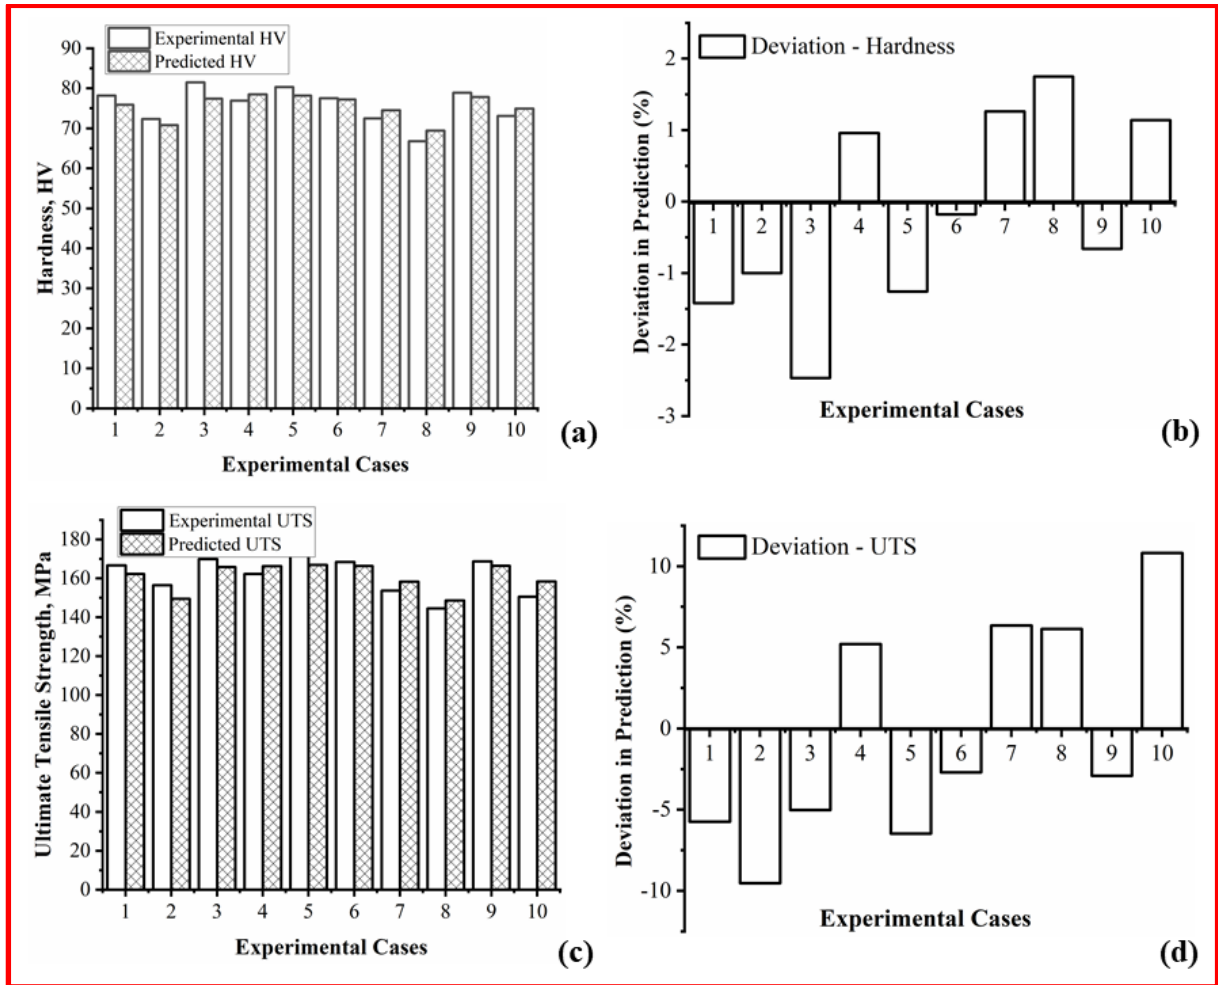 Experimental HV
Predicted HV
90
80
70
60
50
40
30
20
10
0
Hardness, HV
1 2 3 4 5 6 7 8 9 10
Experimental Cases
(a)
Deviation - Hardness
2
1
0
-1
-2
-3
Deviation in Prediction (%)
1 2 3 4 5 6 7 8 9 10
Experimental Cases
(b)
Experimental UTS
Predicted UTS
180
160
140
120
100
80
60
40
20
0
Ultimate Tensile Strength, MPa
1 2 3 4 5 6 7 8 9 10
Experimental Cases
(c)
Deviation - UTS
10
5
0
-5
-10
Deviation in Prediction (%)
1 2 3 4 5 6 7 8 9 10
Experimental Cases
(d)